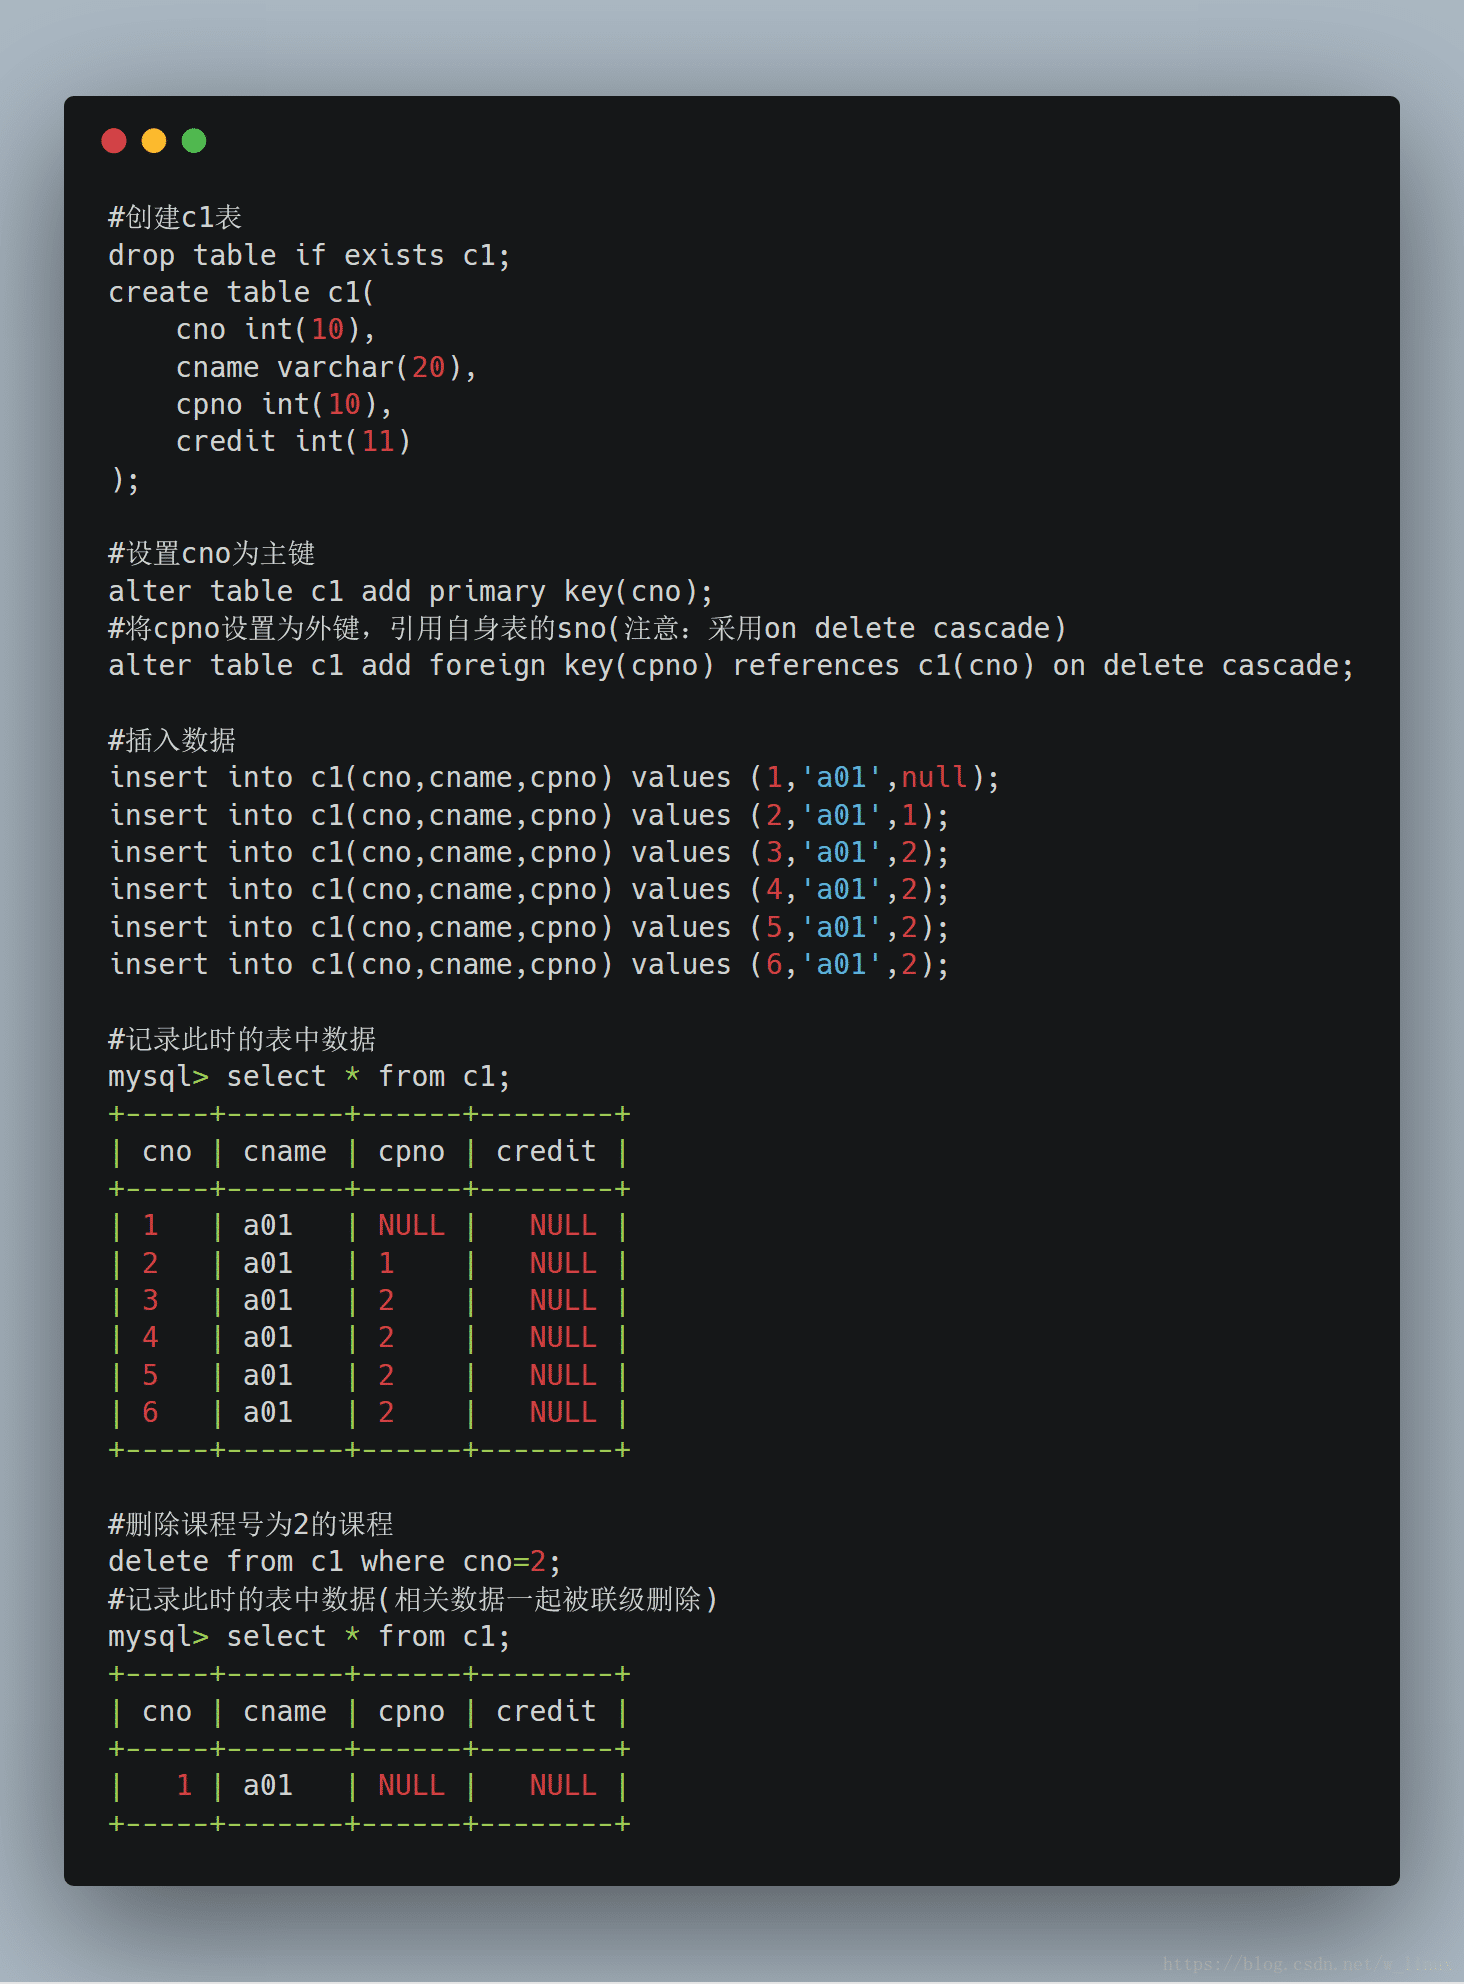 #创建c1表
drop table if exists c1;
create table c1(
    cno int(10),
    cname varchar(20),
    cpno int(10),
    credit int(11)
);
#设置cno为主键
alter table c1 add primary key(cno);
#将cpno设置为外键，引用自身表的sno(注意：采用on delete cascade)
alter table c1 add foreign key(cpno) references c1(cno) on delete cascade;
#插入数据
insert into c1(cno,cname,cpno) values (1,'a01',null);
insert into c1(cno,cname,cpno) values (2,'a01',1);
insert into c1(cno,cname,cpno) values (3,'a01',2);
insert into c1(cno,cname,cpno) values (4,'a01',2);
insert into c1(cno,cname,cpno) values (5,'a01',2);
insert into c1(cno,cname,cpno) values (6,'a01',2);
#记录此时的表中数据
mysql> select * from c1;
+-----+-------+------+--------+
| cno | cname | cpno | credit |
+-----+-------+------+--------+
| 1   | a01   | NULL |   NULL |
| 2   | a01   | 1    |   NULL |
| 3   | a01   | 2    |   NULL |
| 4   | a01   | 2    |   NULL |
| 5   | a01   | 2    |   NULL |
| 6   | a01   | 2    |   NULL |
+-----+-------+------+--------+
#删除课程号为2的课程
delete from c1 where cno=2;
#记录此时的表中数据(相关数据一起被联级删除)
mysql> select * from c1;
+-----+-------+------+--------+
| cno | cname | cpno | credit |
+-----+-------+------+--------+
|   1 | a01   | NULL |   NULL |
+-----+-------+------+--------+
https://blog.csdn.net/w_linux